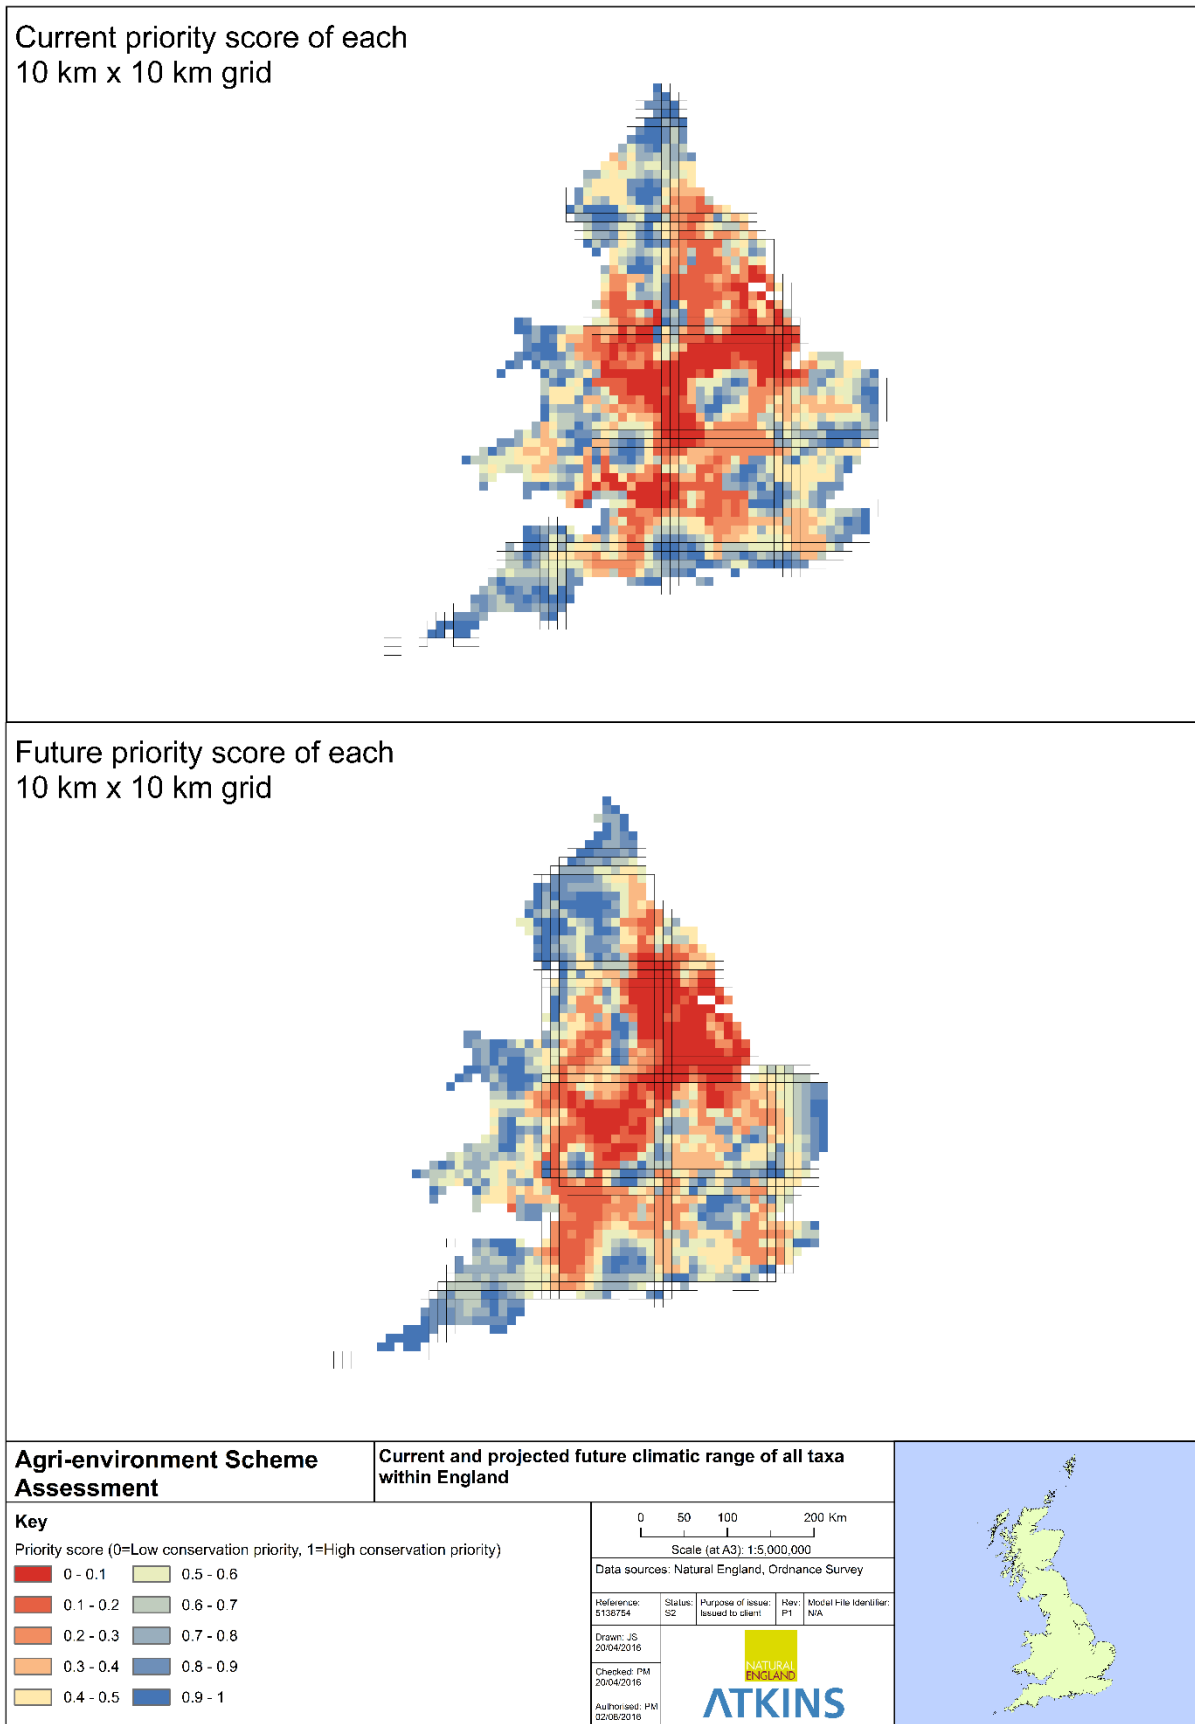 Current priority score of each
10 km x 10 km grid
Future priority score of each
10 km x 10 km grid
Agri-environment Scheme
Assessment
Current and projected future climatic range of all taxa
within England
Key
Priority score (0=Low conservation priority, 1=High conservation priority)
0 - 0.1
0.1 - 0.2
0.2 - 0.3
0.3 - 0.4
0.4 - 0.5
0.5 - 0.6
0.6 - 0.7
0.7 - 0.8
0.8 - 0.9
0.9 - 1
0 50 100 200 Km
Scale (at A3): 1:5,000,000
Data sources: Natural England, Ordnance Survey
Reference:
5138754
Status:
S2
Purpose of issue:
Issued to client
Rev:
P1
Model File Identifier:
N/A
Drawn: JS
20/04/2016
Checked: PM
20/04/2016
Authorised: PM
02/08/2016
NATURAL
ENGLAND
ATKINS